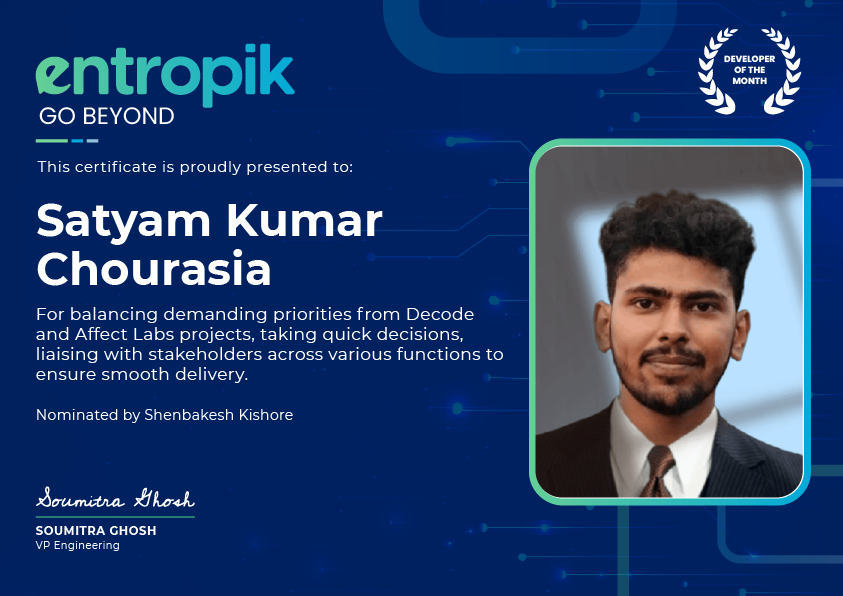 entropik
GO BEYOND
DEVELOPER
OF THE
MONTH
This certificate is proudly presented to:
Satyam Kumar
Chourasia
For balancing demanding priorities from Decode
and Affect Labs projects, taking quick decisions,
liaising with stakeholders across various functions to
ensure smooth delivery.
Nominated by Shenbakesh Kishore
Soumitra Ghosh
SOUMITRA GHOSH
VP Engineering